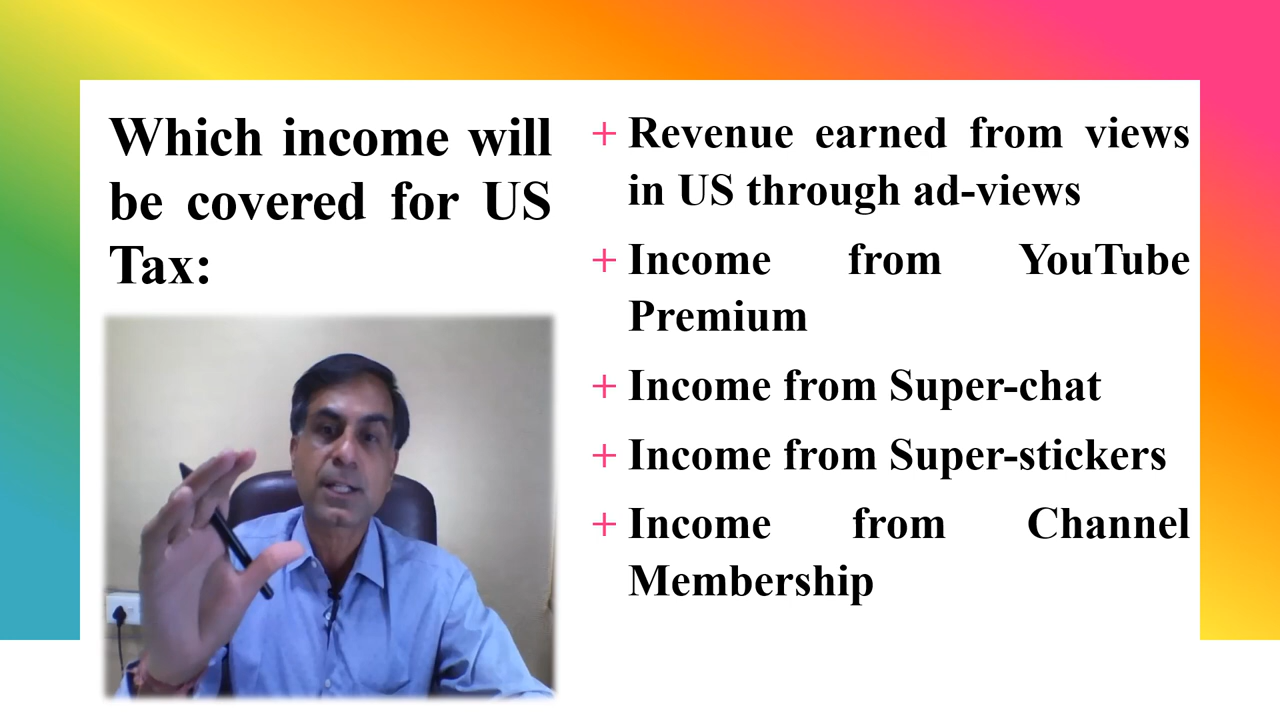 Which income will
be covered for US
Tax:
+ Revenue earned from views
in US through ad-views
+ Income from YouTube
Premium
+ Income from Super-chat
+ Income from Super-stickers
+ Income from Channel
Membership